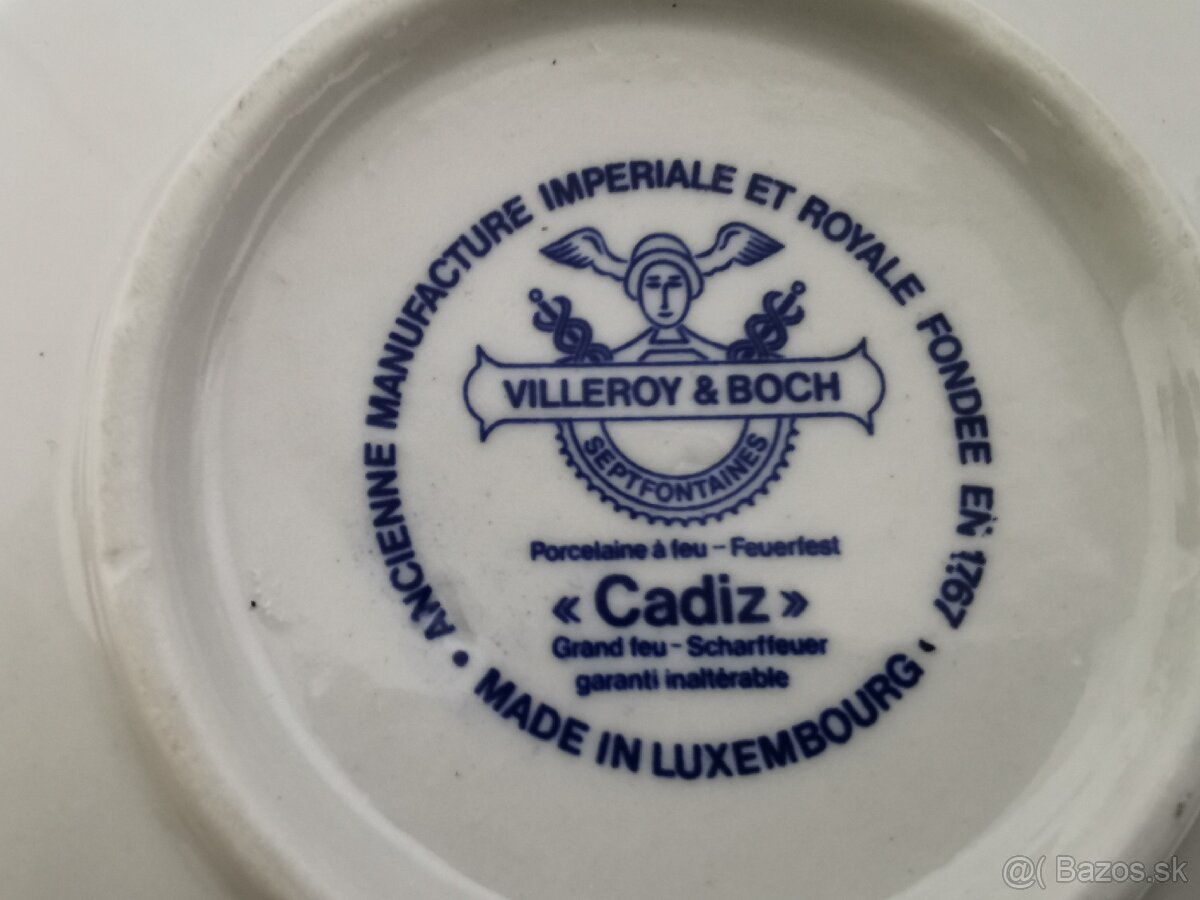 ANCIENNE MANUFACTURE IMPERIALE ET ROYALE FONDEE EN 1767
VILLEROY & BOCH
SEPTFONTAINES
Porcelaine à feu - Feuerfest
« Cadiz »
Grand feu - Scharffeuer
garanti inaltérable
• MADE IN LUXEMBOURG •
@( Bazos.sk